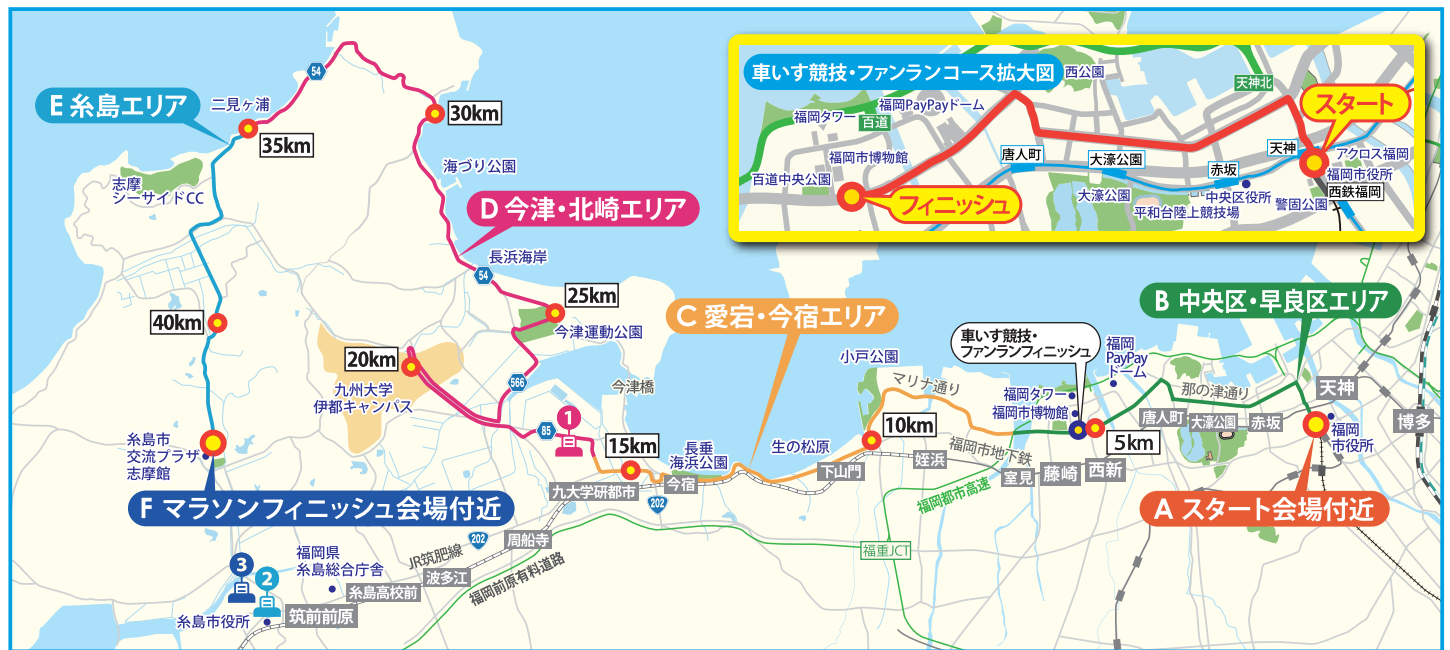 車いす競技・ファンランコース拡大図
西公園
天神北
スタート
福岡PayPayドーム
福岡タワー
百道
福岡市博物館
唐人町
大濠公園
赤坂
天神
アクロス福岡
福岡市役所
西鉄福岡
百道中央公園
フィニッシュ
大濠公園
平和台陸上競技場
中央区役所
警固公園
54
E 糸島エリア
二見ヶ浦
35km
30km
海づり公園
志摩
シーサイドCC
D 今津・北崎エリア
長浜海岸
54
25km
今津運動公園
40km
20km
九州大学
伊都キャンパス
566
今津橋
C 愛宕・今宿エリア
B 中央区・早良区エリア
車いす競技・
ファンランフィニッシュ
福岡
PayPay
ドーム
小戸公園
マリナ通り
福岡タワー
福岡市博物館
那の津通り
天神
唐人町
大濠公園
赤坂
博多
福岡
市役所
1
85
15km
長垂
海浜公園
生の松原
10km
5km
福岡市地下鉄
姪浜
下山門
室見
藤崎
西新
糸島市
交流プラザ
志摩館
九大学研都市
今宿
202
福岡都市高速
F マラソンフィニッシュ会場付近
A スタート会場付近
202
周船寺
福重JCT
JR筑肥線
福岡前原有料道路
福岡県
糸島総合庁舎
波多江
糸島高校前
3
2
筑前前原
糸島市役所